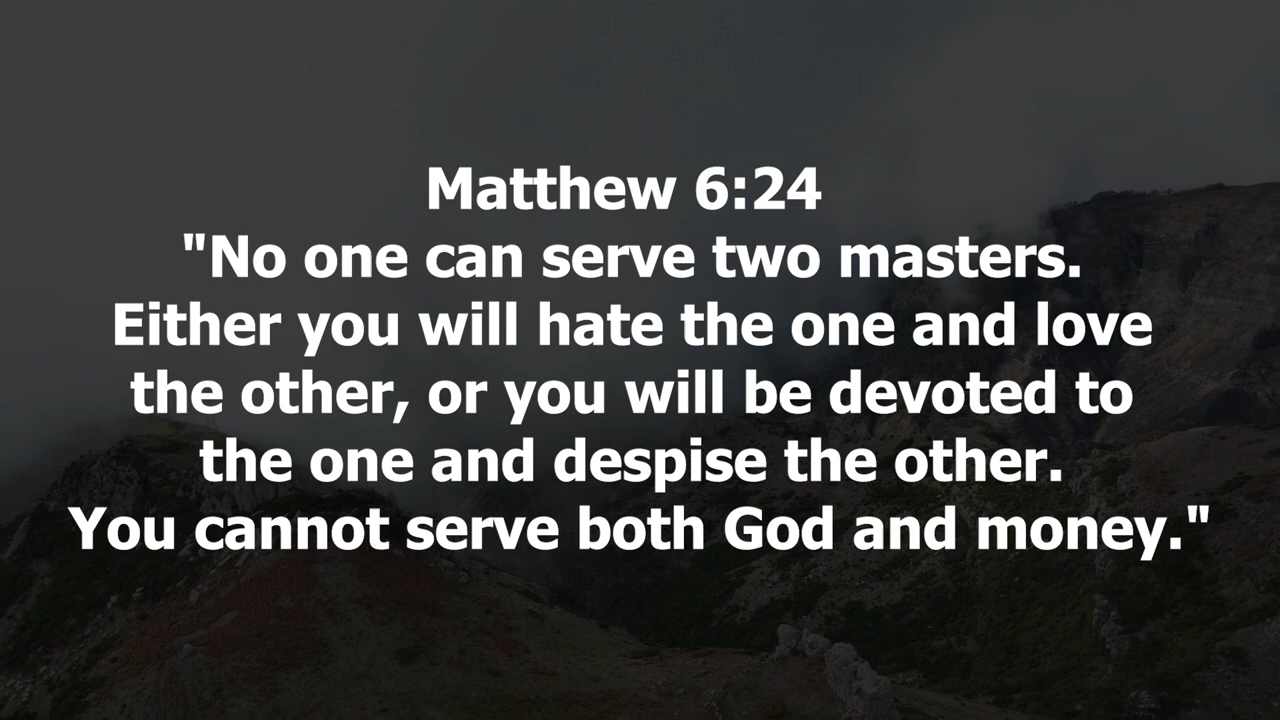 Matthew 6:24
"No one can serve two masters.
Either you will hate the one and love
the other, or you will be devoted to
the one and despise the other.
You cannot serve both God and money."